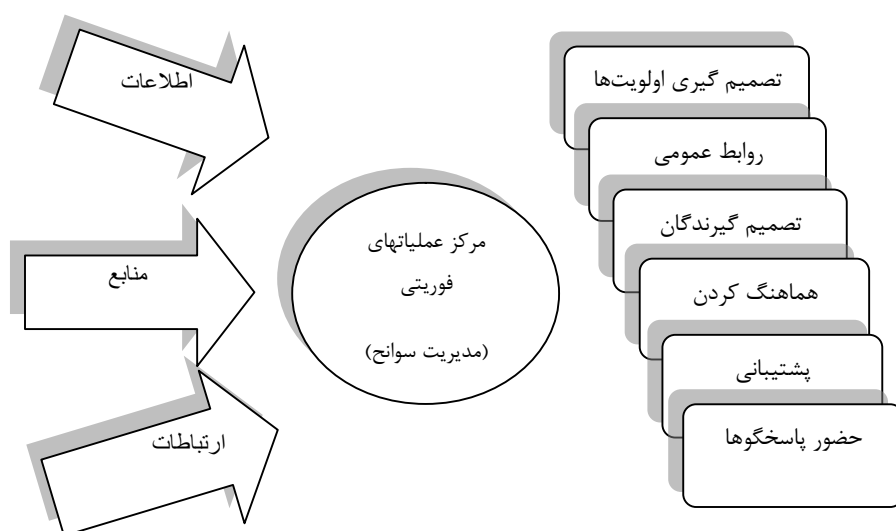 اطلاعات
منابع
ارتباطات
مرکز عملیاتهای
فوریتی
(مدیریت سوانح)
تصمیم گیری اولویت‌ها
روابط عمومی
تصمیم گیرندگان
هماهنگ کردن
پشتیبانی
حضور پاسخگوها